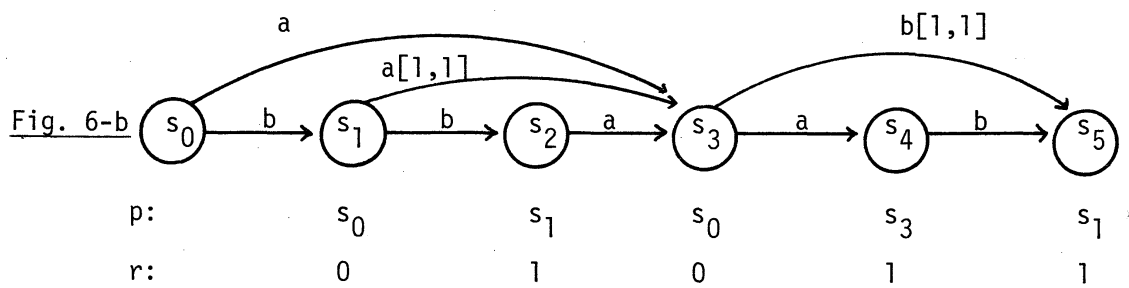 a
b[1,1]
a[1,1]
Fig. 6-b s0 b s1 b s2 a s3 a s4 b s5
p: s0 s1 s0 s3 s1
r: 0 1 0 1 1